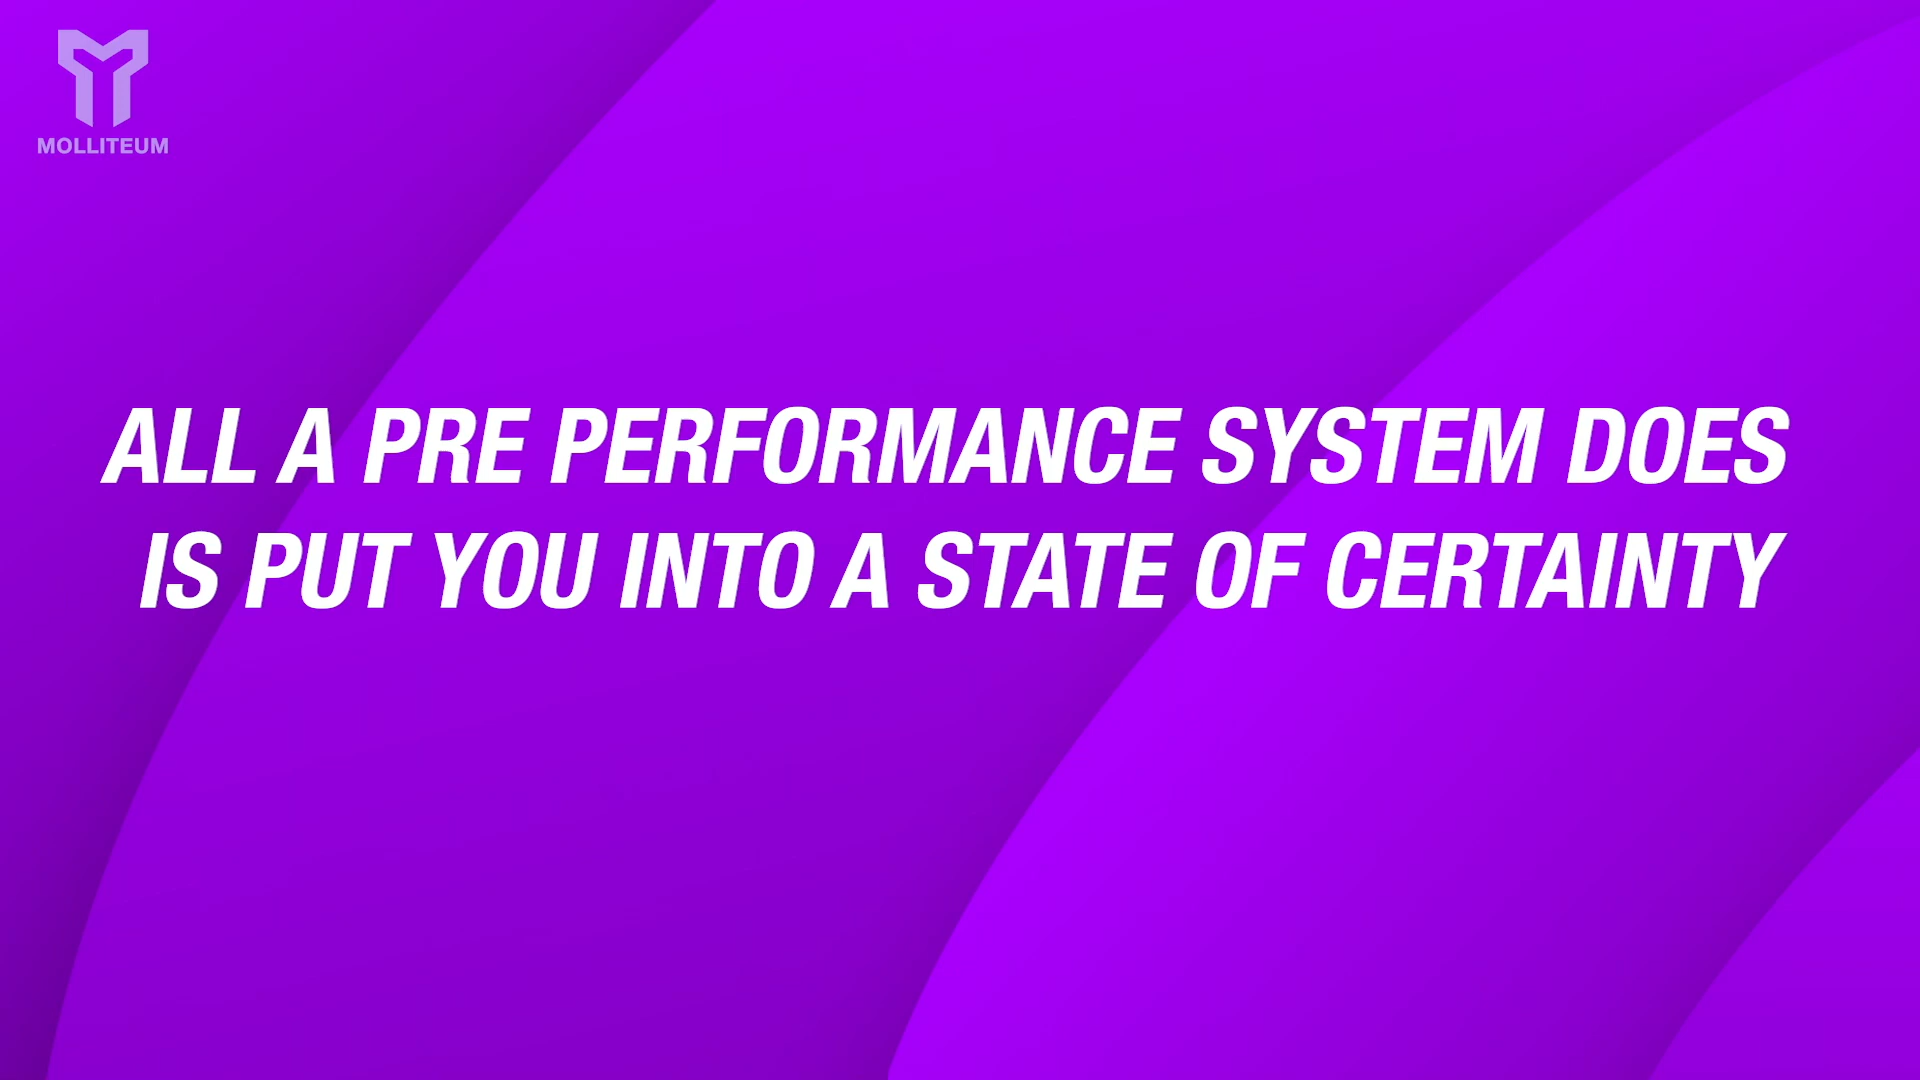 MOLLITEUM
ALL A PRE PERFORMANCE SYSTEM DOES
IS PUT YOU INTO A STATE OF CERTAINTY